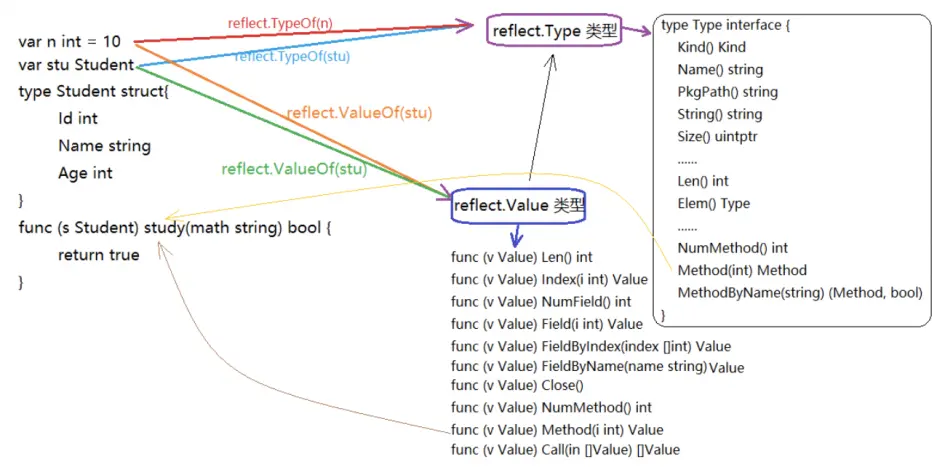 var n int = 10
var stu Student
type Student struct{
Id int
Name string
Age int
}
func (s Student) study(math string) bool {
return true
}
reflect.TypeOf(n)
reflect.TypeOf(stu)
reflect.ValueOf(stu)
reflect.ValueOf(stu)
reflect.Type 类型
reflect.Value 类型
func (v Value) Len() int
func (v Value) Index(i int) Value
func (v Value) NumField() int
func (v Value) Field(i int) Value
func (v Value) FieldByIndex(index []int) Value
func (v Value) FieldByName(name string) Value
func (v Value) Close()
func (v Value) NumMethod() int
func (v Value) Method(i int) Value
func (v Value) Call(in []Value) []Value
type Type interface {
Kind() Kind
Name() string
PkgPath() string
String() string
Size() uintptr
......
Len() int
Elem() Type
......
NumMethod() int
Method(int) Method
MethodByName(string) (Method, bool)
}